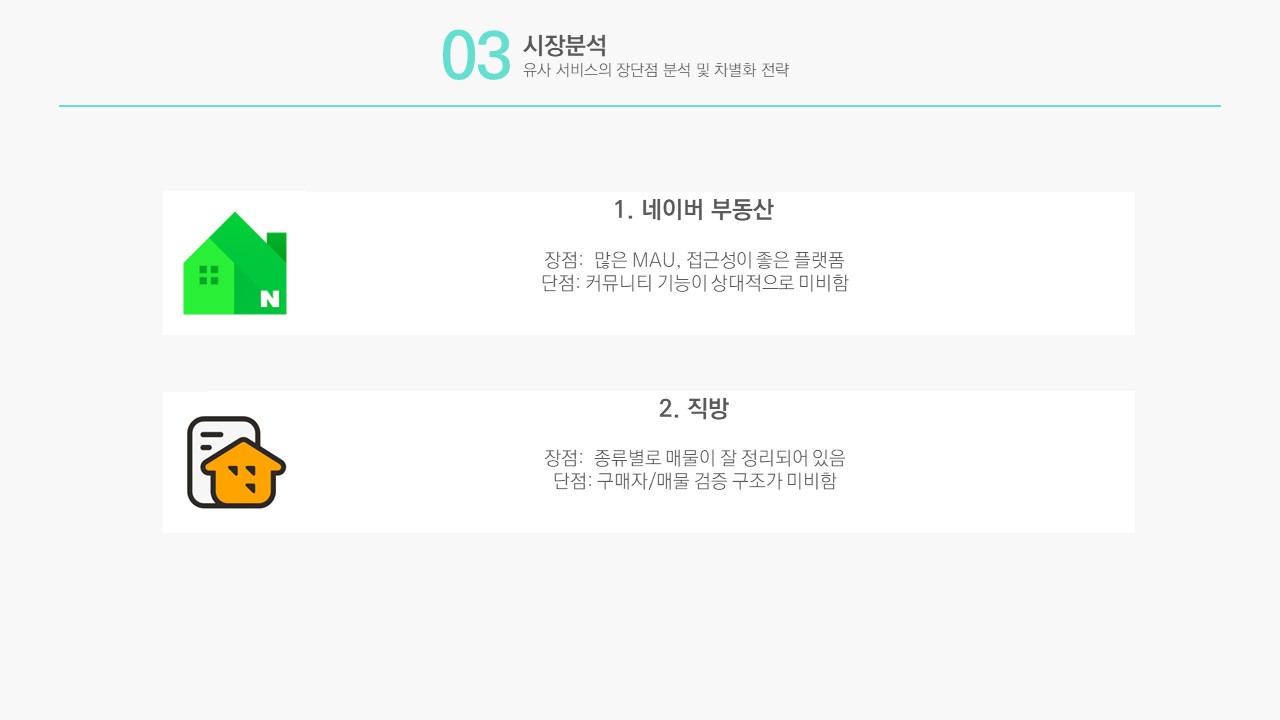 03
시장분석
유사 서비스의 장단점 분석 및 차별화 전략
1. 네이버 부동산
장점:  많은 MAU, 접근성이 좋은 플랫폼
단점: 커뮤니티 기능이 상대적으로 미비함
N
2. 직방
장점:  종류별로 매물이 잘 정리되어 있음
단점: 구매자/매물 검증 구조가 미비함